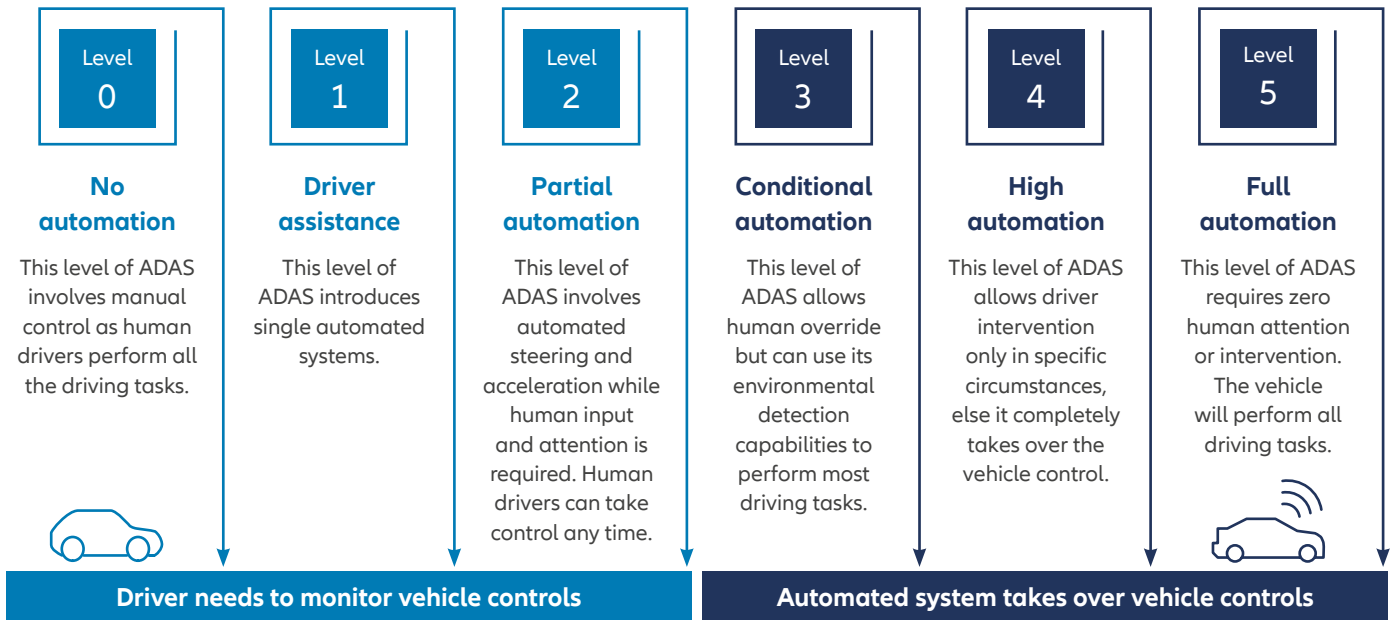 Level
0
No
automation
This level of ADAS
involves manual
control as human
drivers perform all
the driving tasks.
Level
1
Driver
assistance
This level of
ADAS introduces
single automated
systems.
Level
2
Partial
automation
This level of
ADAS involves
automated
steering and
acceleration while
human input
and attention is
required. Human
drivers can take
control any time.
Level
3
Conditional
automation
This level of
ADAS allows
human override
but can use its
environmental
detection
capabilities to
perform most
driving tasks.
Level
4
High
automation
This level of ADAS
allows driver
intervention
only in specific
circumstances,
else it completely
takes over the
vehicle control.
Level
5
Full
automation
This level of ADAS
requires zero
human attention
or intervention.
The vehicle
will perform all
driving tasks.
Driver needs to monitor vehicle controls
Automated system takes over vehicle controls